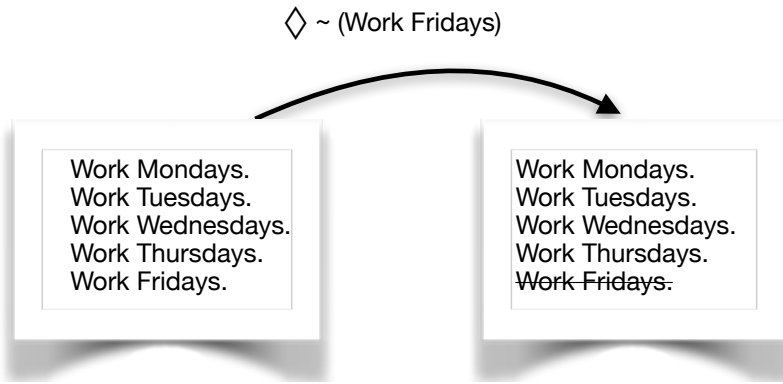 ◊ ~ (Work Fridays)
Work Mondays.
Work Tuesdays.
Work Wednesdays.
Work Thursdays.
Work Fridays.
Work Mondays.
Work Tuesdays.
Work Wednesdays.
Work Thursdays.
Work Fridays.